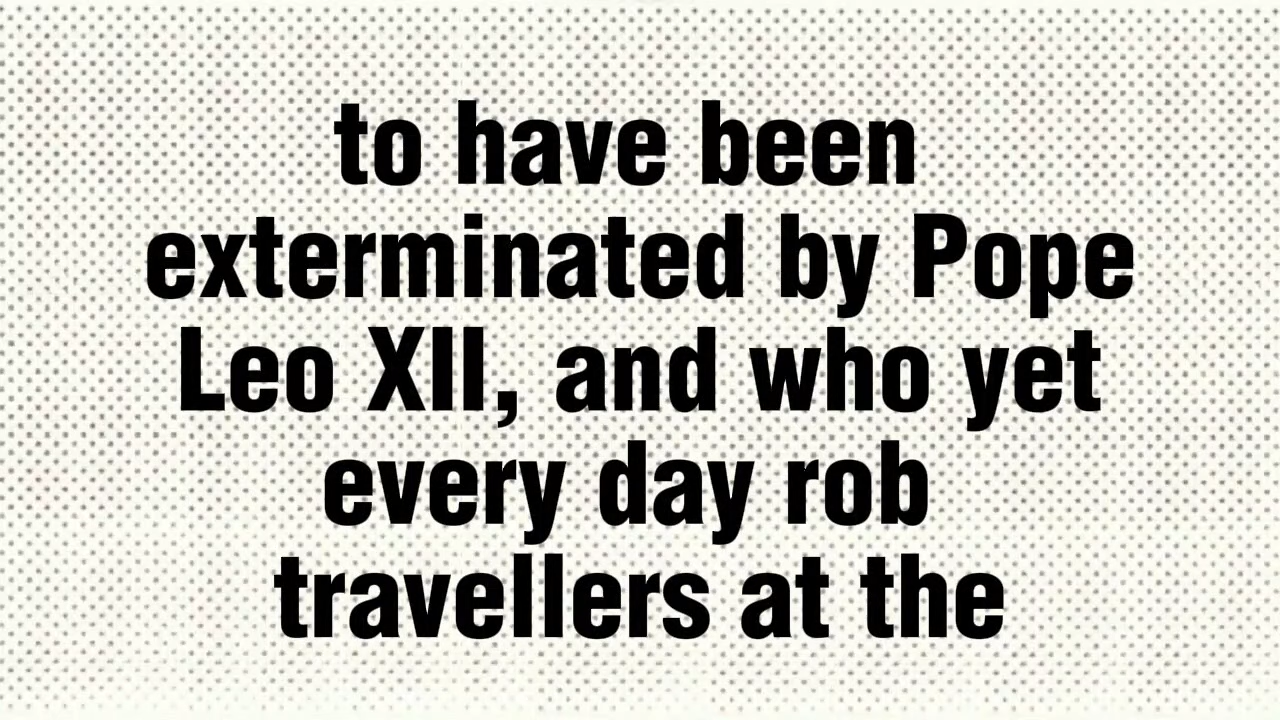 to have been
exterminated by Pope
Leo XII, and who yet
every day rob
travellers at the